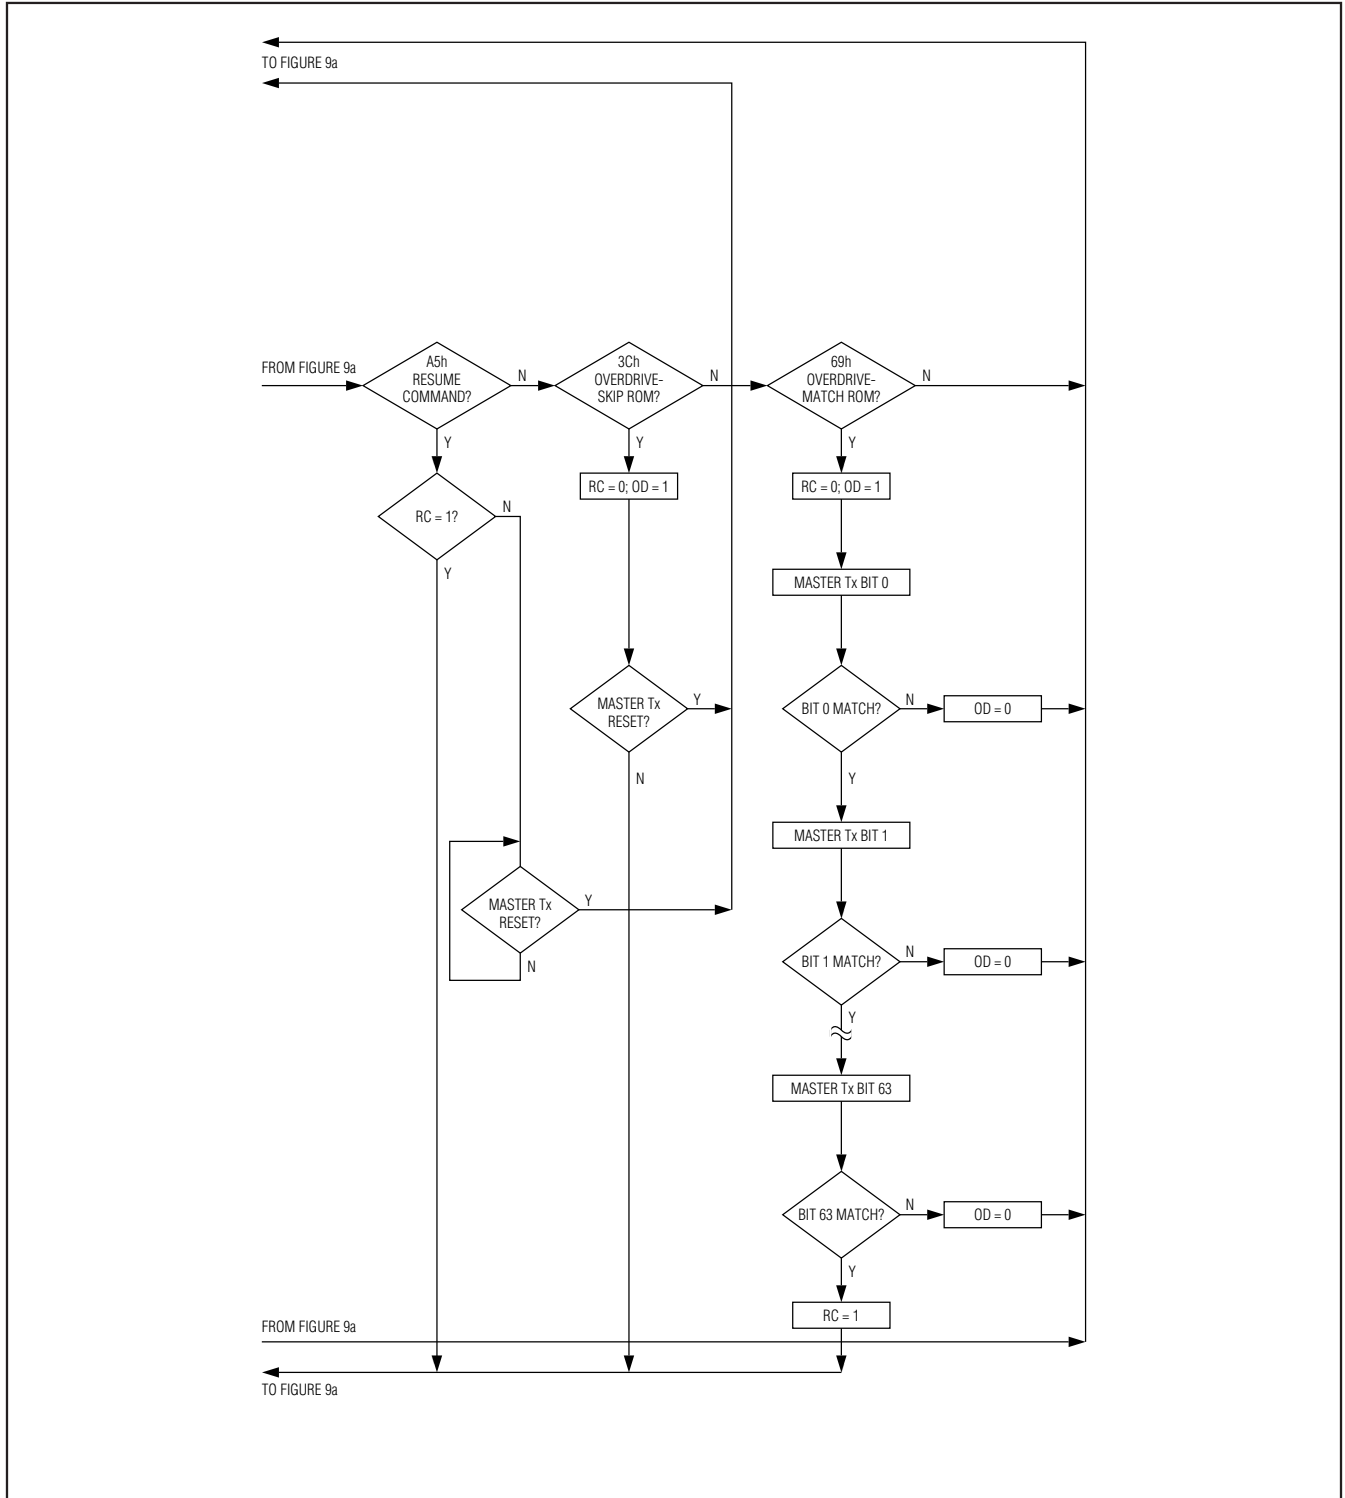 TO FIGURE 9a
FROM FIGURE 9a
A5h
RESUME
COMMAND?
N
3Ch
OVERDRIVE-
SKIP ROM?
N
69h
OVERDRIVE-
MATCH ROM?
N
Y
Y
Y
RC = 1?
N
RC = 0; OD = 1
RC = 0; OD = 1
Y
MASTER Tx BIT 0
MASTER Tx
RESET?
Y
N
BIT 0 MATCH?
N
OD = 0
Y
MASTER Tx BIT 1
MASTER Tx
RESET?
Y
N
BIT 1 MATCH?
N
OD = 0
Y
MASTER Tx BIT 63
BIT 63 MATCH?
N
OD = 0
Y
RC = 1
FROM FIGURE 9a
TO FIGURE 9a